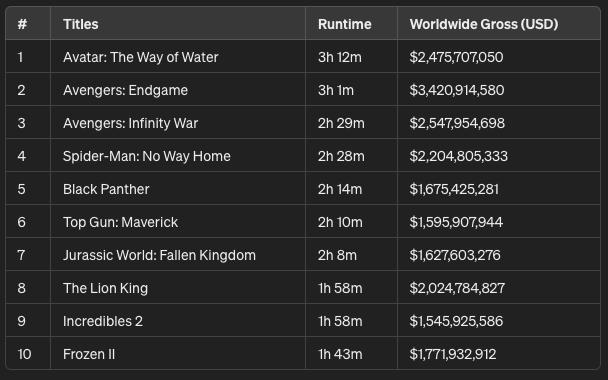 # Titles Runtime Worldwide Gross (USD)
1 Avatar: The Way of Water 3h 12m $2,475,707,050
2 Avengers: Endgame 3h 1m $3,420,914,580
3 Avengers: Infinity War 2h 29m $2,547,954,698
4 Spider-Man: No Way Home 2h 28m $2,204,805,333
5 Black Panther 2h 14m $1,675,425,281
6 Top Gun: Maverick 2h 10m $1,595,907,944
7 Jurassic World: Fallen Kingdom 2h 8m $1,627,603,276
8 The Lion King 1h 58m $2,024,784,827
9 Incredibles 2 1h 58m $1,545,925,586
10 Frozen II 1h 43m $1,771,932,912